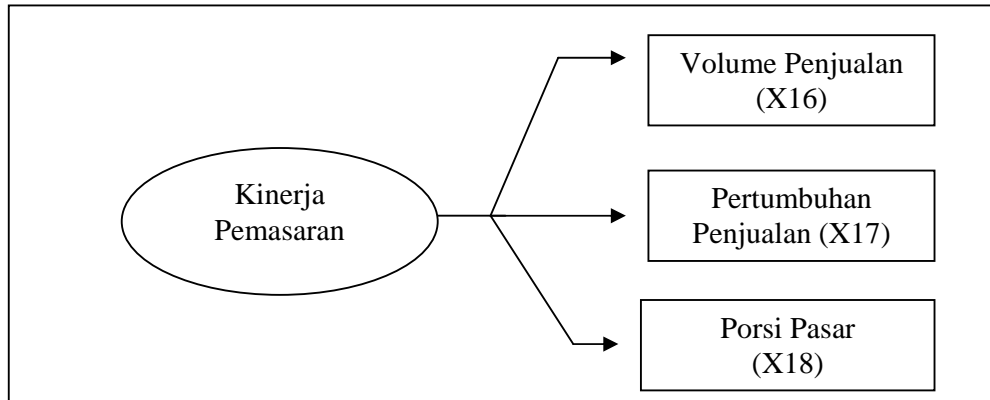 Kinerja
Pemasaran
Volume Penjualan
(X16)
Pertumbuhan
Penjualan (X17)
Porsi Pasar
(X18)